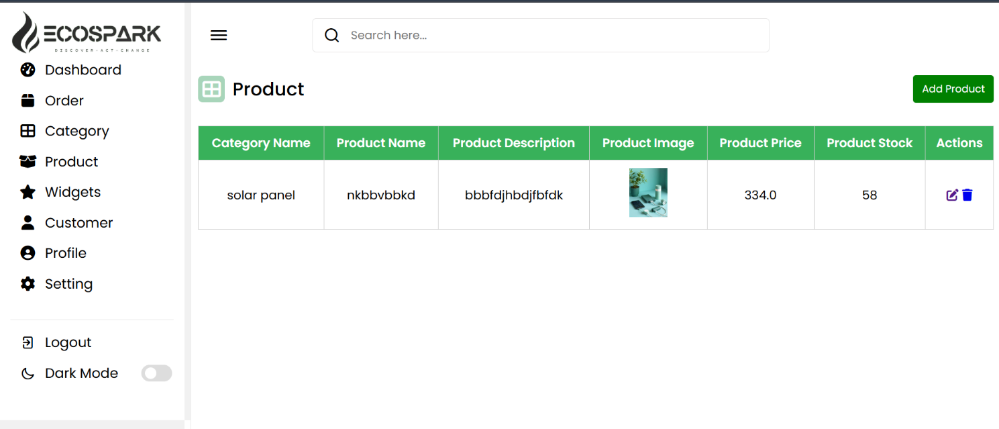 ECOSPARK
DISCOVER-ACT-CHANGE
Dashboard
Order
Category
Product
Widgets
Customer
Profile
Setting
Logout
Dark Mode
Search here...
Product
Add Product
Category Name Product Name Product Description Product Image Product Price Product Stock Actions
solar panel nkbbvbbkd bbbfdjhbdjfbfdk 334.0 58